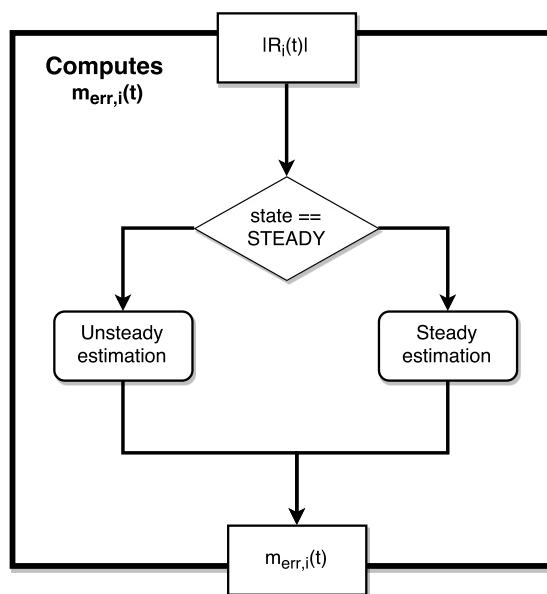 |R_i(t)|
Computes
m_err,i(t)
state ==
STEADY
Unsteady
estimation
Steady
estimation
m_err,i(t)